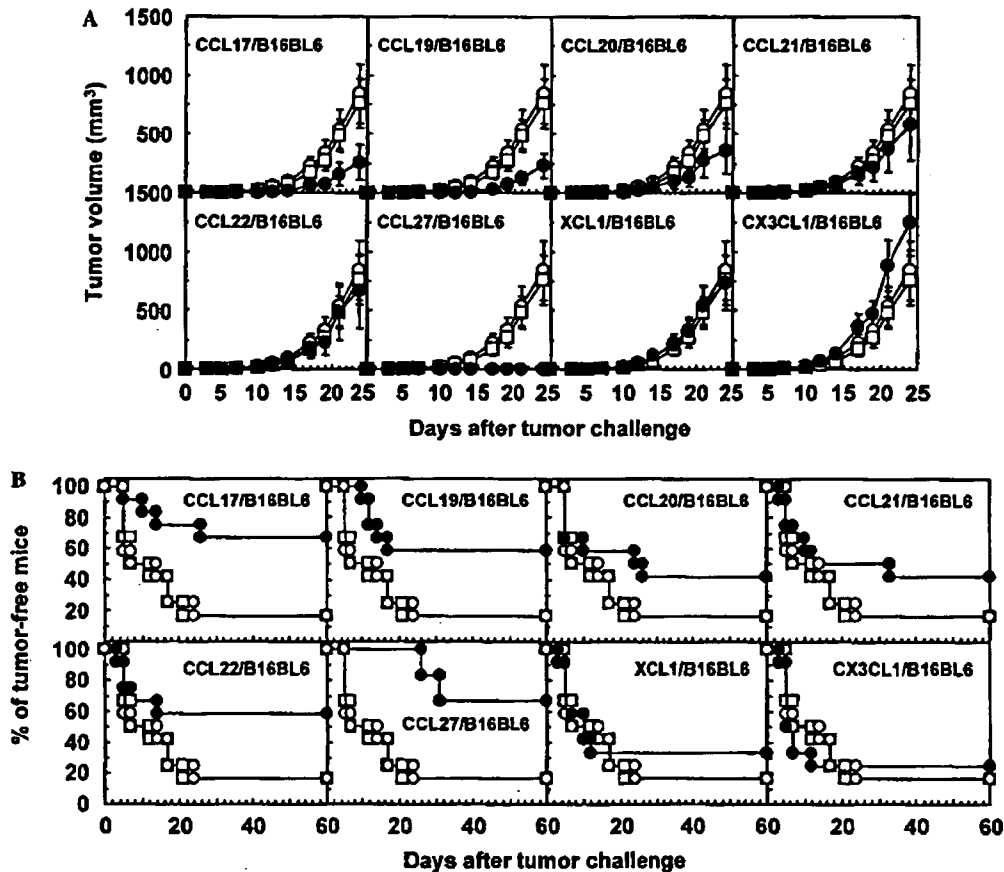 A
1500
CCL17/B16BL6
CCL19/B16BL6
CCL20/B16BL6
CCL21/B16BL6
1000
500
1500
CCL22/B16BL6
CCL27/B16BL6
XCL1/B16BL6
CX3CL1/B16BL6
1000
500
0
Tumor volume (mm³)
0 5 10 15 20 25 5 10 15 20 25 5 10 15 20 25 5 10 15 20 25
Days after tumor challenge
B
100
CCL17/B16BL6
CCL19/B16BL6
CCL20/B16BL6
CCL21/B16BL6
80
60
40
20
100
CCL22/B16BL6
CCL27/B16BL6
XCL1/B16BL6
CX3CL1/B16BL6
80
60
40
20
0
% of tumor-free mice
0 20 40 60 20 40 60 20 40 60 20 40 60
Days after tumor challenge